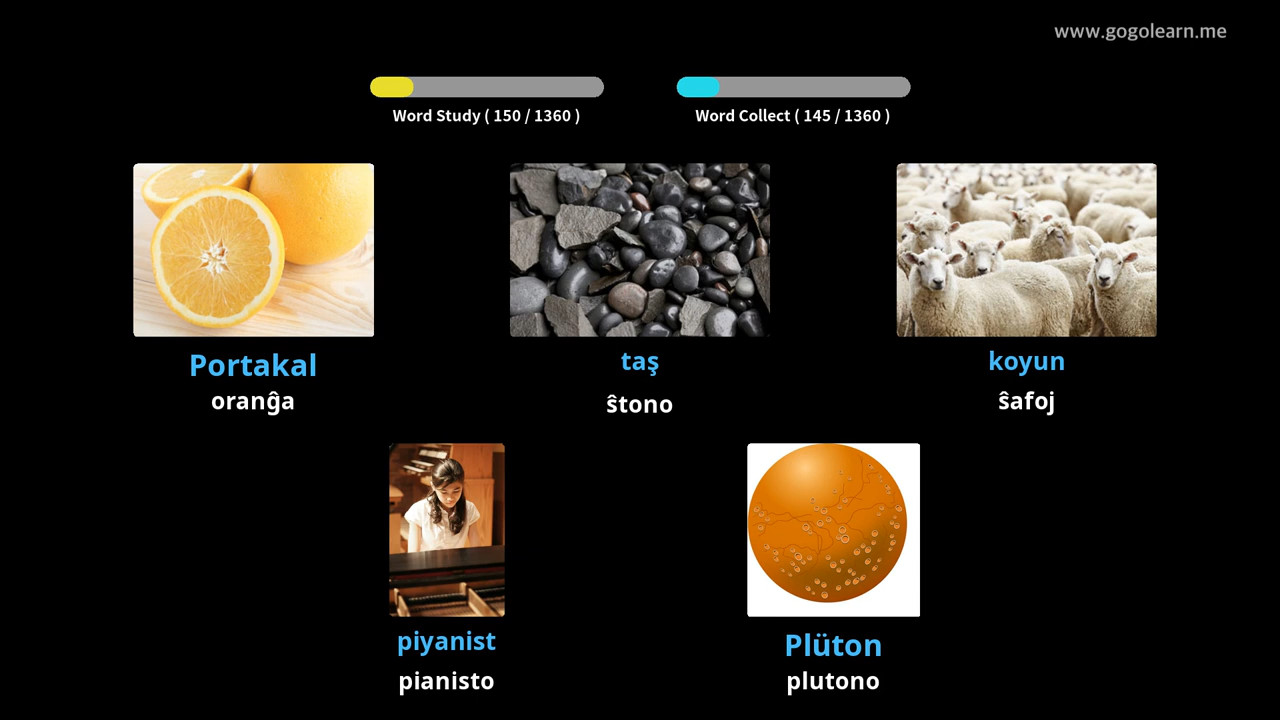 www.gogolearn.me
Word Study ( 150 / 1360 )
Word Collect ( 145 / 1360 )
Portakal
oranĝa
taş
ŝtono
koyun
ŝafoj
piyanist
pianisto
Plüton
plutono